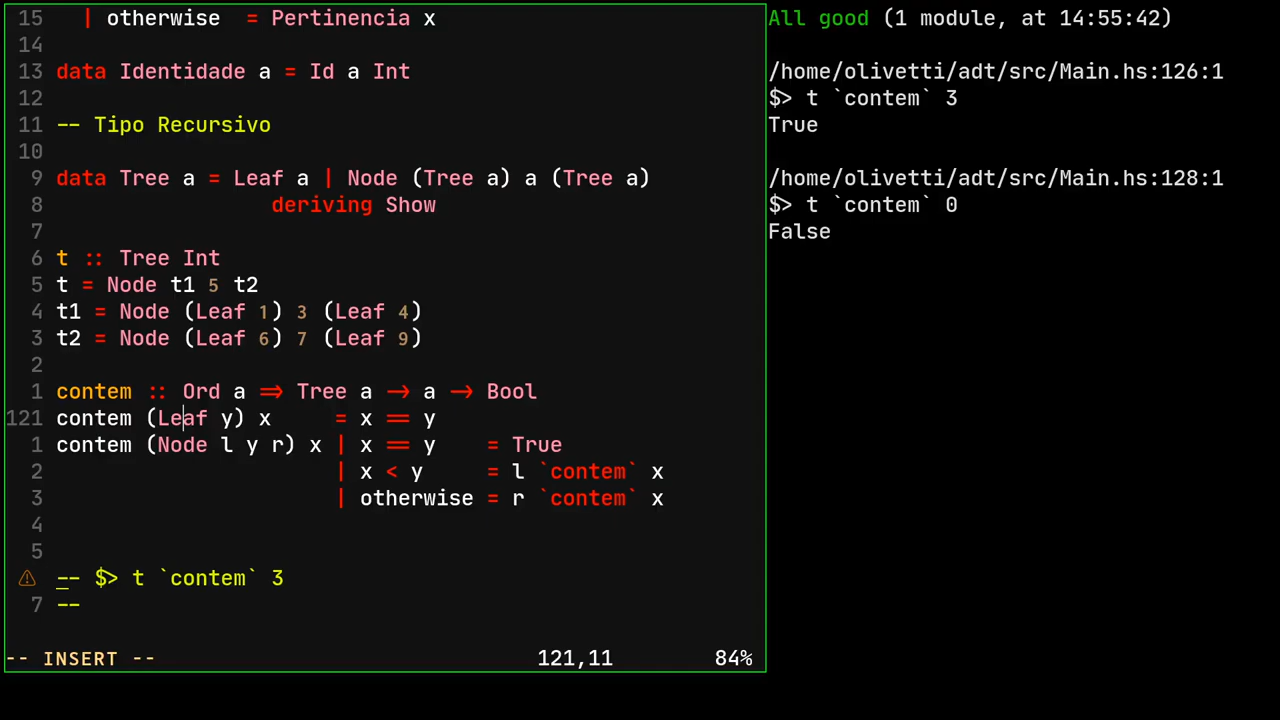 15   | otherwise  = Pertinencia x
14
13 data Identidade a = Id a Int
12
11 -- Tipo Recursivo
10
9 data Tree a = Leaf a | Node (Tree a) a (Tree a)
8                  deriving Show
7
6 t :: Tree Int
5 t = Node t1 5 t2
4 t1 = Node (Leaf 1) 3 (Leaf 4)
3 t2 = Node (Leaf 6) 7 (Leaf 9)
2
1 contem :: Ord a => Tree a -> a -> Bool
121 contem (Leaf y) x     = x == y
1 contem (Node l y r) x | x == y    = True
2                       | x < y     = l `contem` x
3                       | otherwise = r `contem` x
4
5
⚠ -- $> t `contem` 3
7 --
-- INSERT --                              121,11        84%
All good (1 module, at 14:55:42)
/home/olivetti/adt/src/Main.hs:126:1
$> t `contem` 3
True
/home/olivetti/adt/src/Main.hs:128:1
$> t `contem` 0
False